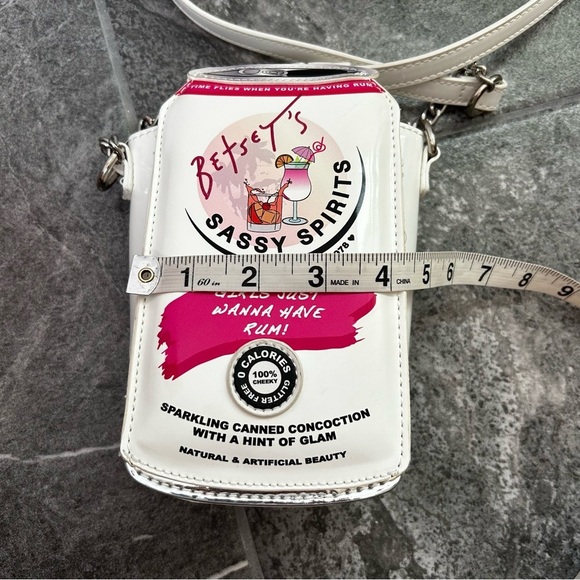 TIME FLIES WHEN YOU'RE HAVING RUM
BETSEY'S
SASSY SPIRITS
1 60 in 2 3 MADE IN 4 CHINA 5 6 7 8 9
GIRLS JUST
WANNA HAVE
RUM!
0 CALORIES
100%
CHEEKY
GLITTER FREE
SPARKLING CANNED CONCOCTION
WITH A HINT OF GLAM
NATURAL & ARTIFICIAL BEAUTY